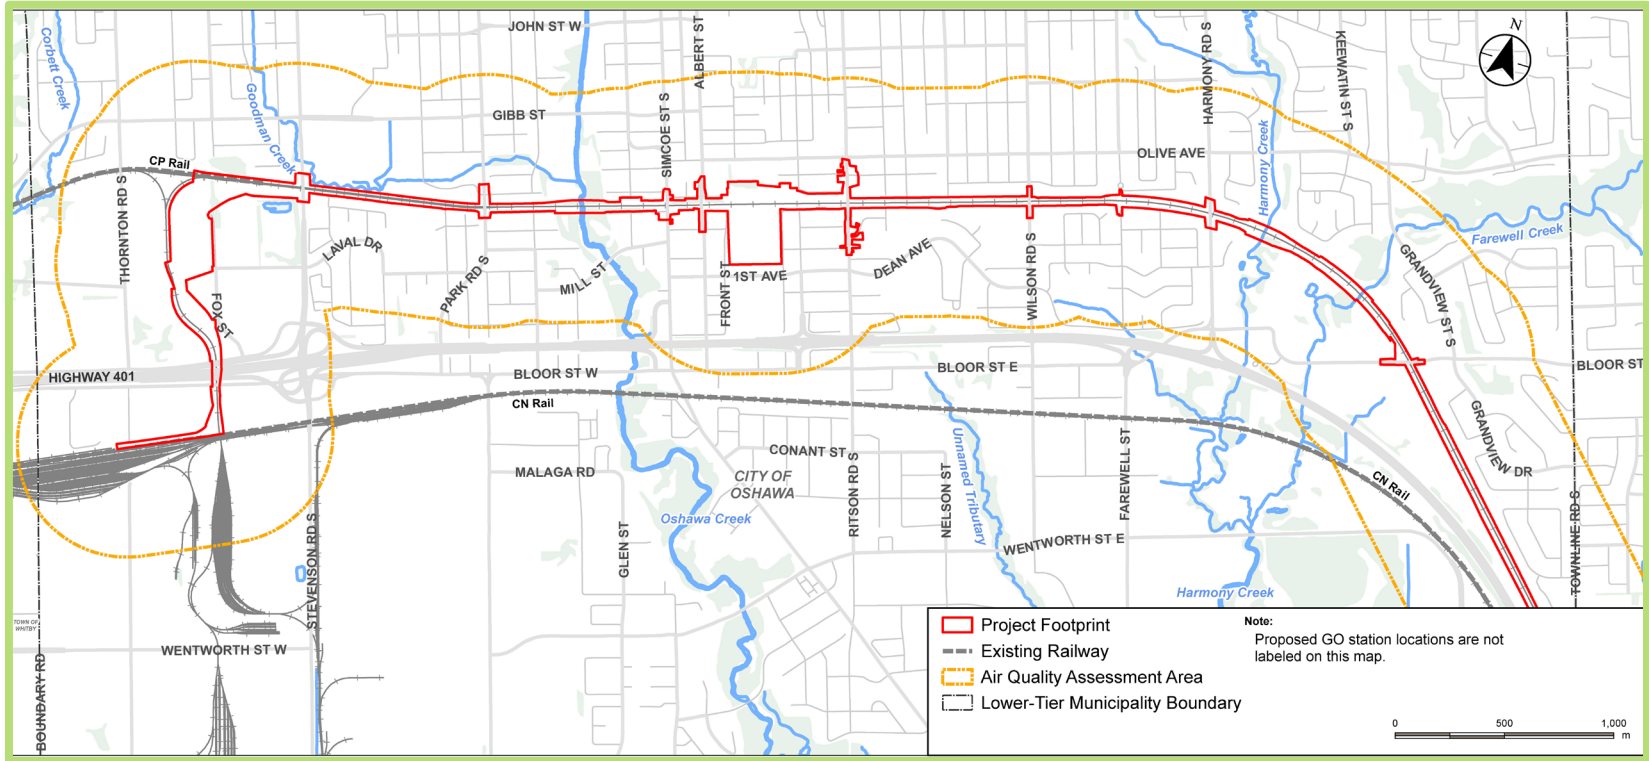 JOHN ST W
ALBERT ST
HARMONY RD S
KEEWATIN ST S
N
Corbett Creek
Goodman Creek
GIBB ST
SIMCOE ST S
OLIVE AVE
Harmony Creek
CP Rail
THORNTON RD S
LAVAL DR
PARK RD S
MILL ST
FRONT ST
1ST AVE
DEAN AVE
WILSON RD S
Farewell Creek
GRANDVIEW ST S
FOX ST
HIGHWAY 401
BLOOR ST W
BLOOR ST E
BLOOR ST
CN Rail
CONANT ST
MALAGA RD
CITY OF
OSHAWA
RITSON RD S
NELSON ST
Unnamed Tributary
FAREWELL ST
CN Rail
GRANDVIEW DR
TOWNLINE RD S
Oshawa Creek
GLEN ST
STEVENSON RD S
WENTWORTH ST E
Harmony Creek
TOWN OF
WHITBY
WENTWORTH ST W
BOUNDARY RD
Project Footprint
Existing Railway
Air Quality Assessment Area
Lower-Tier Municipality Boundary
Note:
Proposed GO station locations are not
labeled on this map.
0 500 1,000
m